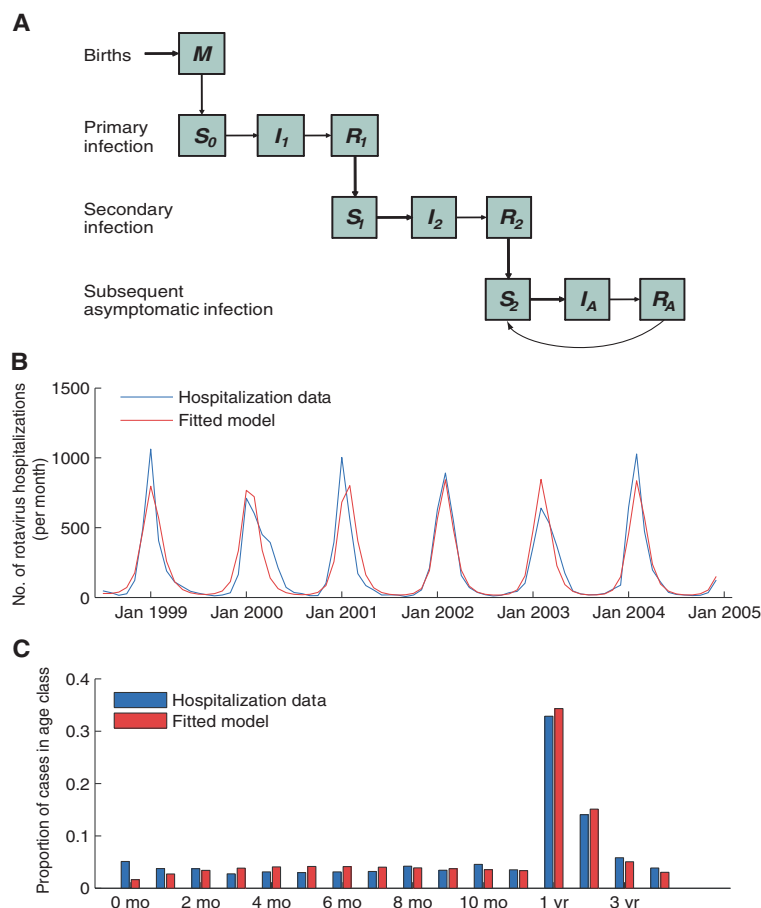 A
Births
M
Primary
infection
S0
I1
R1
Secondary
infection
S1
I2
R2
Subsequent
asymptomatic infection
S2
IA
RA
B
No. of rotavirus hospitalizations
(per month)
1500
1000
500
0
Hospitalization data
Fitted model
Jan 1999 Jan 2000 Jan 2001 Jan 2002 Jan 2003 Jan 2004 Jan 2005
C
Proportion of cases in age class
0.4
0.3
0.2
0.1
0
Hospitalization data
Fitted model
0 mo 2 mo 4 mo 6 mo 8 mo 10 mo 1 yr 3 yr